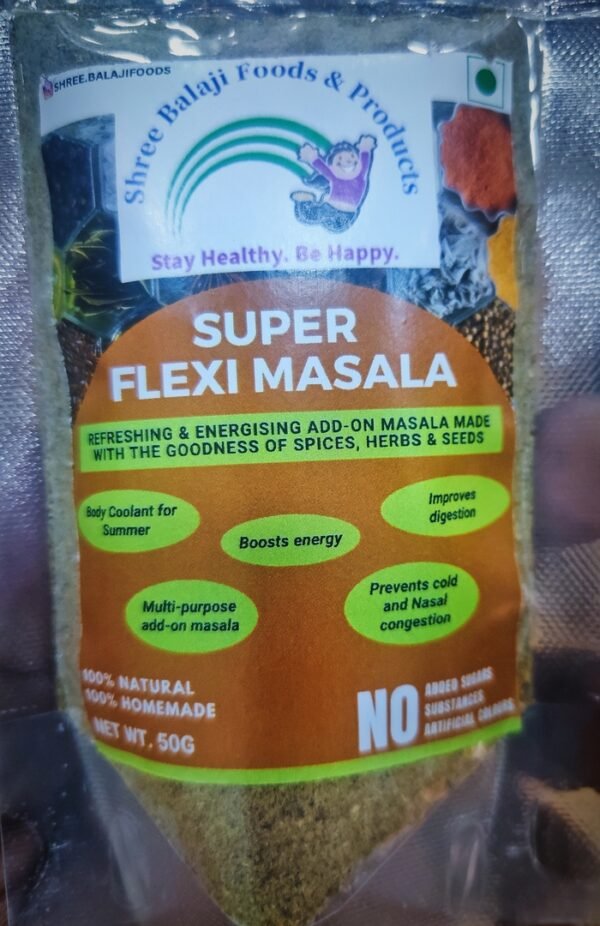 SHREE.BALAJIFOODS
Shree Balaji Foods & Products
Stay Healthy. Be Happy.
SUPER
FLEXI MASALA
REFRESHING & ENERGISING ADD-ON MASALA MADE
WITH THE GOODNESS OF SPICES, HERBS & SEEDS
Body Coolant for
Summer
Boosts energy
Improves
digestion
Multi-purpose
add-on masala
Prevents cold
and Nasal
congestion
100% NATURAL
100% HOMEMADE
NET WT. 50G
NO
ADDED SUGARS
SUBSTANCES
ARTIFICIAL COLOURS